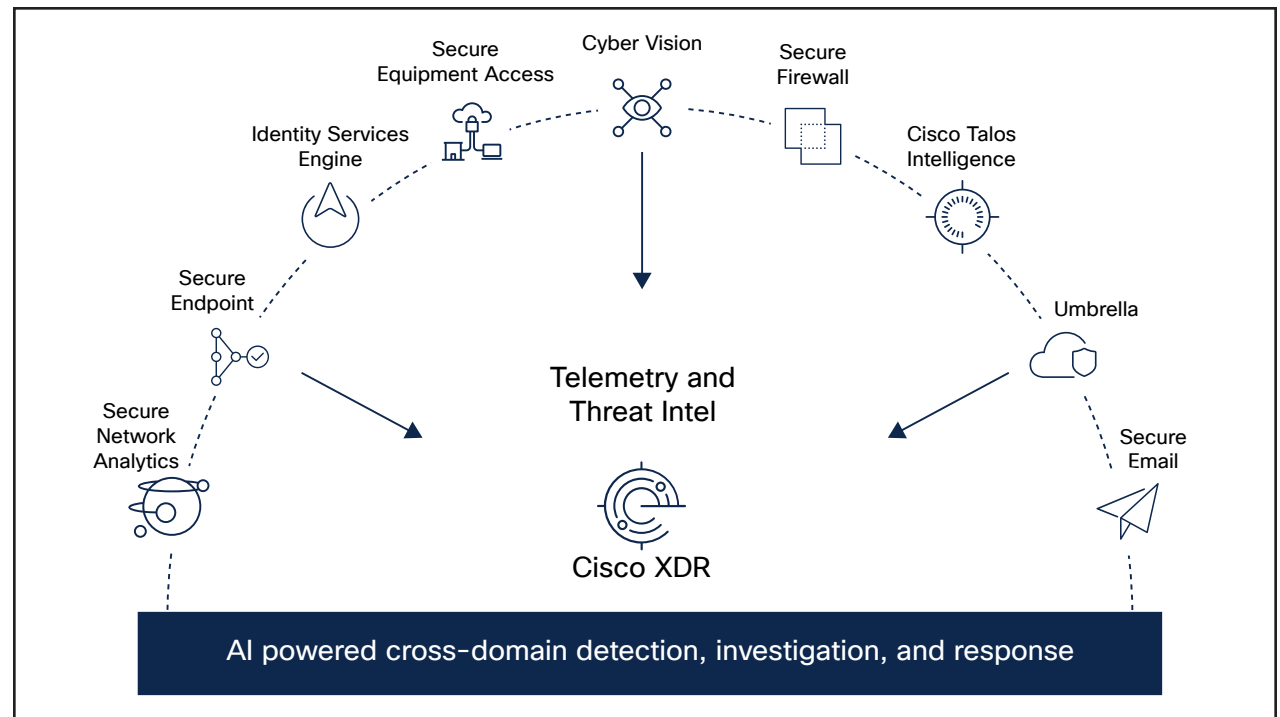 Cyber Vision
Secure
Equipment Access
Secure
Firewall
Identity Services
Engine
Cisco Talos
Intelligence
Secure
Endpoint
Umbrella
Telemetry and
Threat Intel
Secure
Network
Analytics
Secure
Email
Cisco XDR
AI powered cross-domain detection, investigation, and response